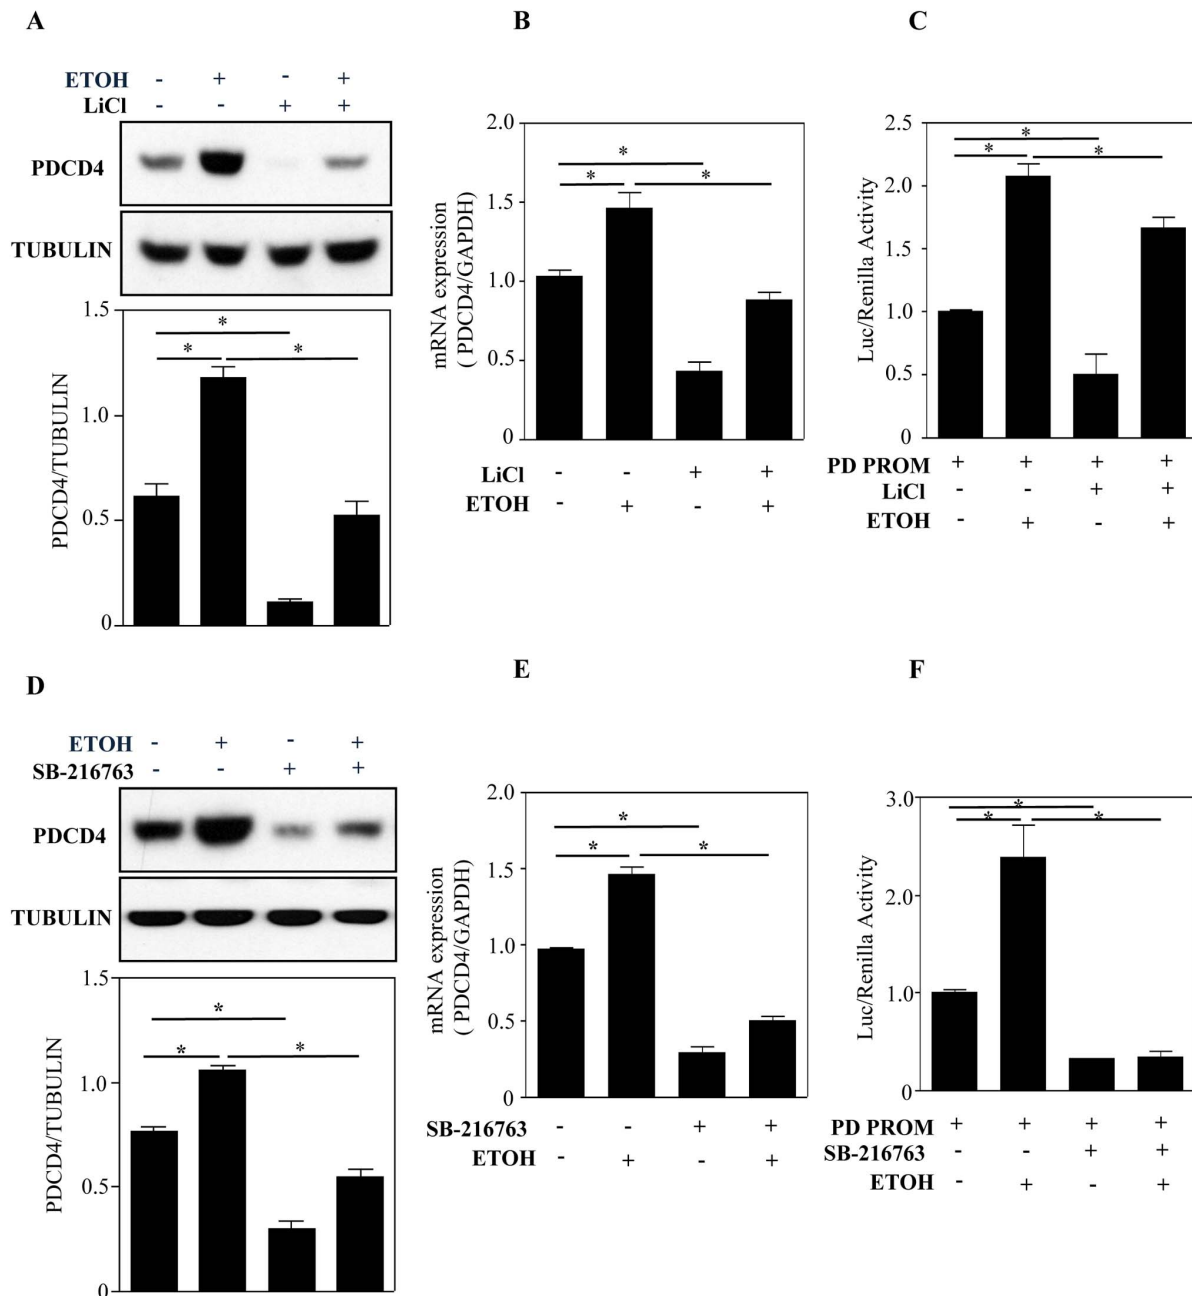 A
B
C
ETOH - + - +
LiCl - - + +
PDCD4
TUBULIN
1.5
1.0
0.5
0
PDCD4/TUBULIN
* * *
2.0
1.5
1.0
0.5
0
mRNA expression
( PDCD4/GAPDH)
* * *
LiCl - - + +
ETOH - + - +
2.5
2.0
1.5
1.0
0.5
0
Luc/Renilla Activity
* * *
PD PROM + + + +
LiCl - - + +
ETOH - + - +
D
E
F
ETOH - + - +
SB-216763 - - + +
PDCD4
TUBULIN
1.5
1.0
0.5
0
PDCD4/TUBULIN
* * *
2.0
1.5
1.0
0.5
0
mRNA expression
( PDCD4/GAPDH)
* * *
SB-216763 - - + +
ETOH - + - +
3.0
2.0
1.0
0
Luc/Renilla Activity
* * *
PD PROM + + + +
SB-216763 - - + +
ETOH - + - +